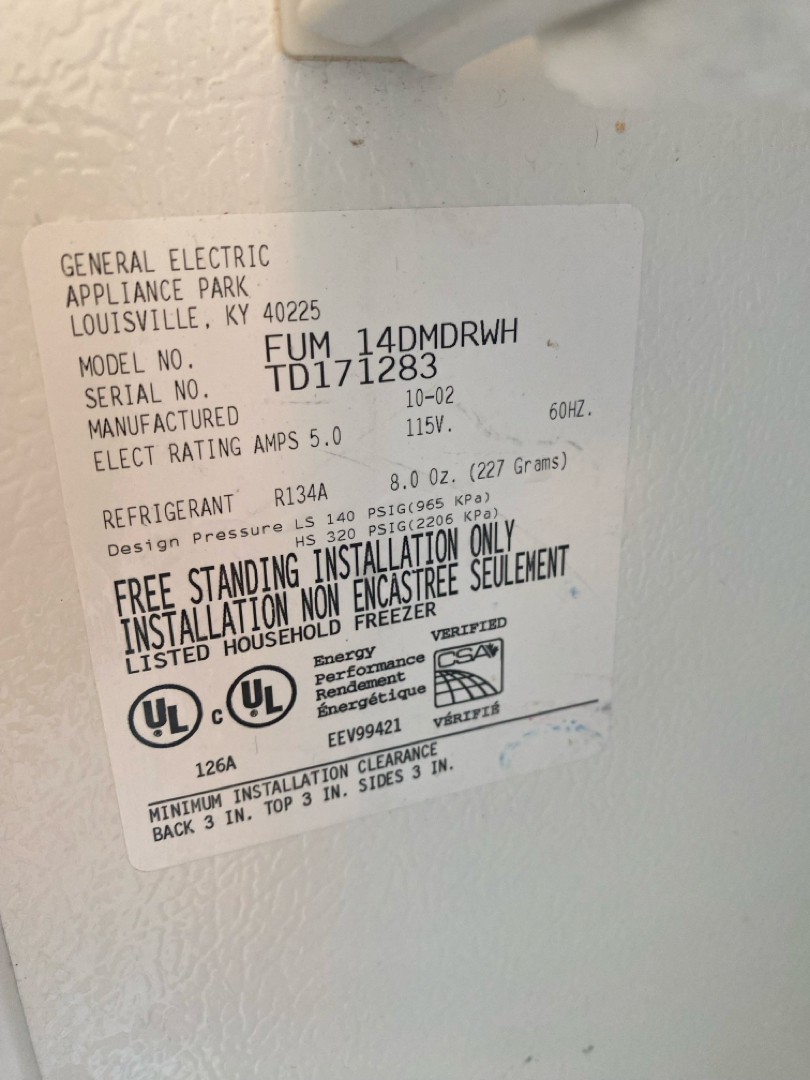 GENERAL ELECTRIC
APPLIANCE PARK
LOUISVILLE, KY 40225
MODEL NO. FUM 14DMDRWH
SERIAL NO. TD171283
MANUFACTURED 10-02
ELECT RATING AMPS 5.0 115V. 60HZ.
REFRIGERANT R134A 8.0 Oz. (227 Grams)
Design Pressure LS 140 PSIG(965 KPa)
HS 320 PSIG(2206 KPa)
FREE STANDING INSTALLATION ONLY
INSTALLATION NON ENCASTREE SEULEMENT
LISTED HOUSEHOLD FREEZER
UL ® C UL ®
126A
Energy
Performance
Rendement
Énergétique
EEV99421
VERIFIED
CSA
VÉRIFIÉ
MINIMUM INSTALLATION CLEARANCE
BACK 3 IN. TOP 3 IN. SIDES 3 IN.